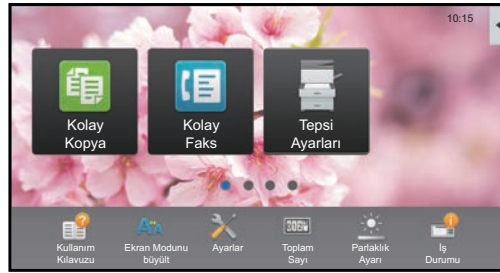 10:15
Kolay
Kopya
Kolay
Faks
Tepsi
Ayarları
Kullanım
Kılavuzu
Ekran Modunu
büyült
Ayarlar
Toplam
Sayı
Parlaklık
Ayarı
İş
Durumu